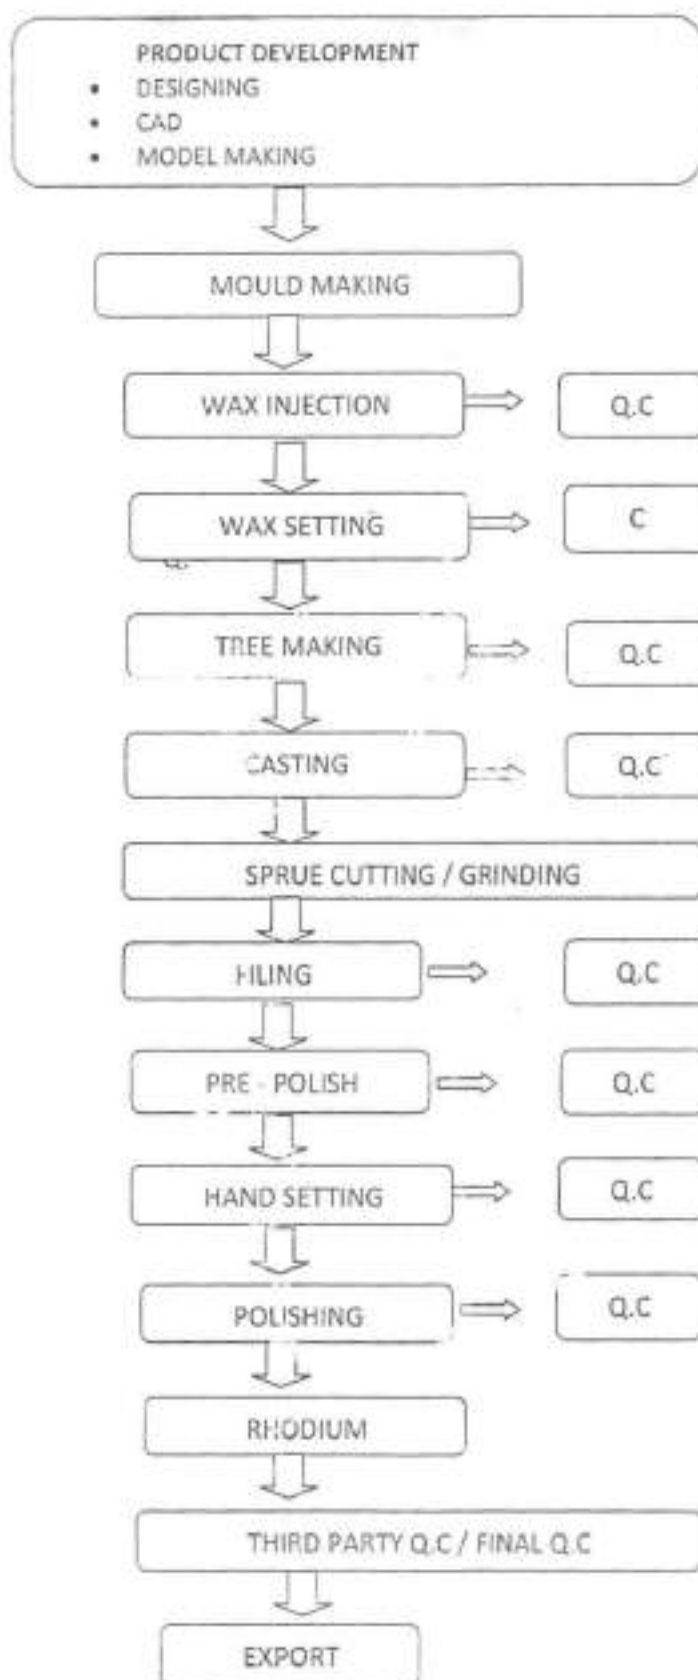 PRODUCT DEVELOPMENT
• DESIGNING
• CAD
• MODEL MAKING
MOULD MAKING
WAX INJECTION
Q.C
WAX SETTING
C
Q.
TREE MAKING
Q.C
CASTING
Q.C
SPRUE CUTTING / GRINDING
FILING
Q.C
PRE - POLISH
Q.C
HAND SETTING
Q.C
POLISHING
Q.C
RHODIUM
THIRD PARTY Q.C / FINAL Q.C
EXPORT